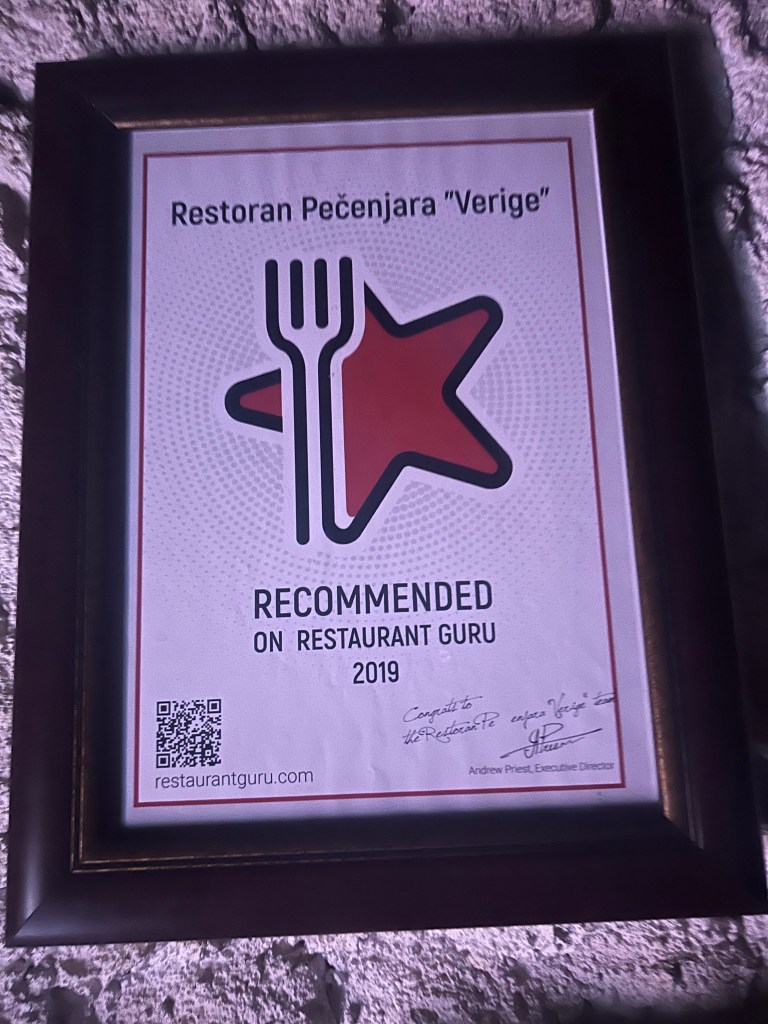 Restoran Pečenjara "Verige"
RECOMMENDED
ON RESTAURANT GURU
2019
Congrats to
the Restoran Pe enjara "Verige" team
restaurantguru.com
Andrew Priest, Executive Director